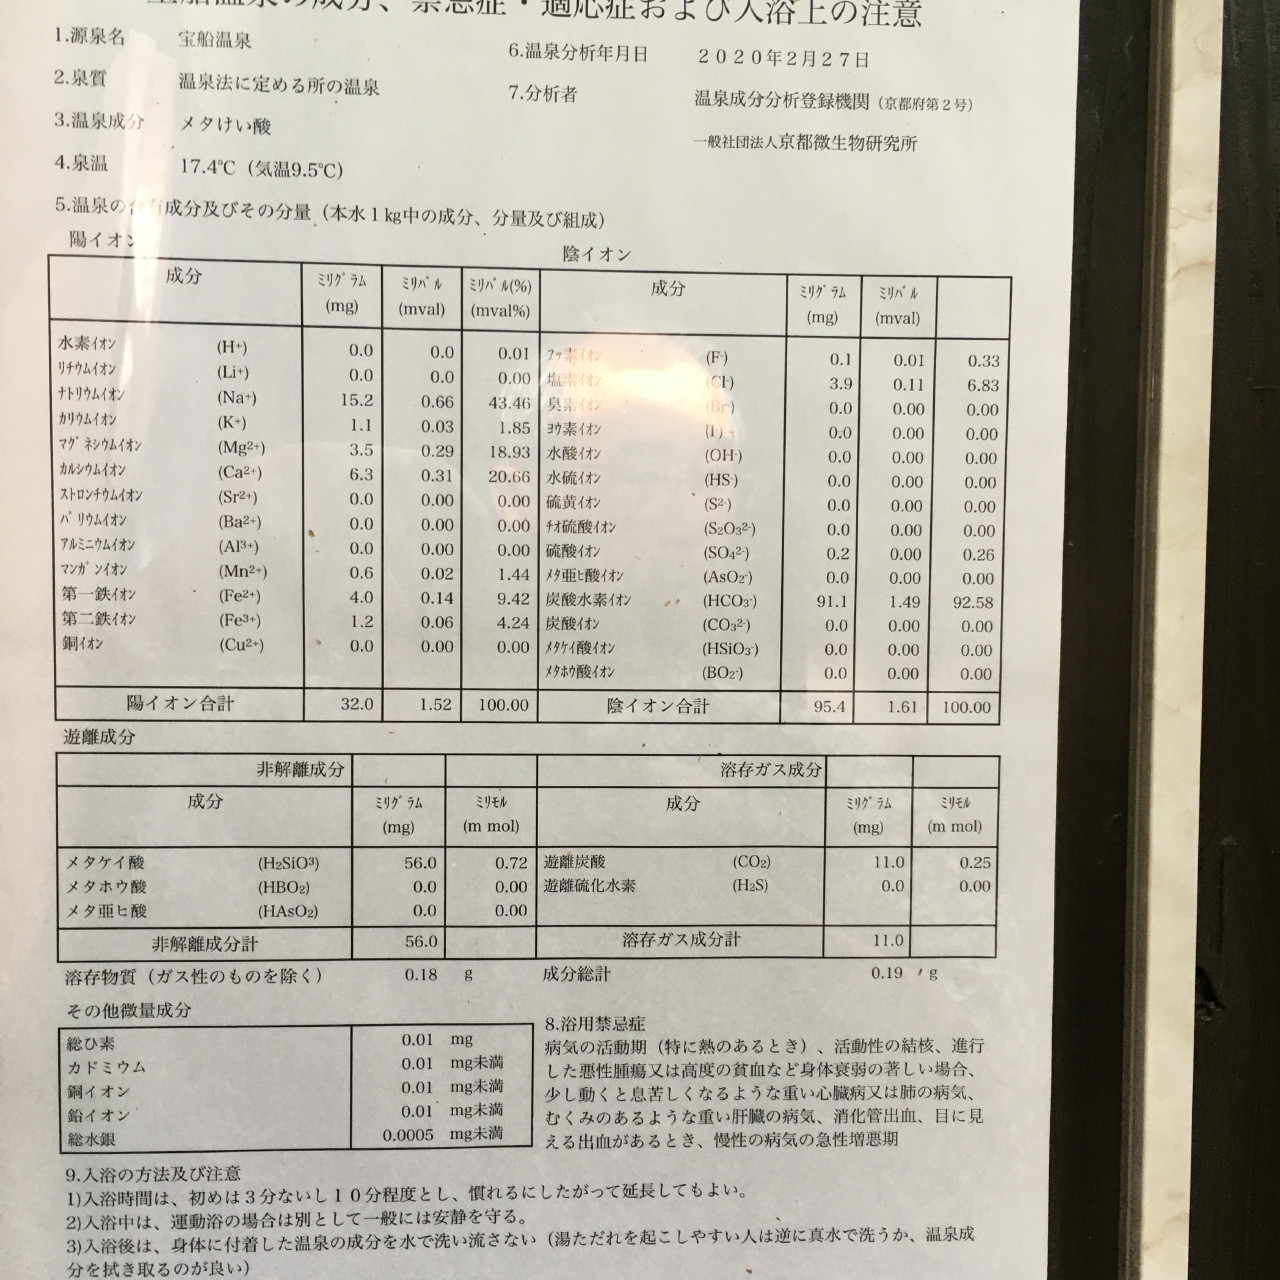 宝船温泉の成分、禁忌症・適応症および入浴上の注意
1.源泉名 宝船温泉
2.泉質 温泉法に定める所の温泉
3.温泉成分 メタけい酸
4.泉温 17.4℃（気温9.5℃）
6.温泉分析年月日 ２０２０年２月２７日
7.分析者 温泉成分分析登録機関（京都府第２号）
一般社団法人京都微生物研究所
5.温泉の含有成分及びその分量（本水１㎏中の成分、分量及び組成）
陽イオン
成分 ﾐﾘｸﾞﾗﾑ(mg) ﾐﾘﾊﾞﾙ(mval) ﾐﾘﾊﾞﾙ(%)(mval%)
水素ｲｵﾝ (H+) 0.0 0.0 0.01
ﾘﾁｳﾑｲｵﾝ (Li+) 0.0 0.0 0.00
ﾅﾄﾘｳﾑｲｵﾝ (Na+) 15.2 0.66 43.46
ｶﾘｳﾑｲｵﾝ (K+) 1.1 0.03 1.85
ﾏｸﾞﾈｼｳﾑｲｵﾝ (Mg2+) 3.5 0.29 18.93
ｶﾙｼｳﾑｲｵﾝ (Ca2+) 6.3 0.31 20.66
ｽﾄﾛﾝﾁｳﾑｲｵﾝ (Sr2+) 0.0 0.00 0.00
ﾊﾞﾘｳﾑｲｵﾝ (Ba2+) 0.0 0.00 0.00
ｱﾙﾐﾆｳﾑｲｵﾝ (Al3+) 0.0 0.00 0.00
ﾏﾝｶﾞﾝｲｵﾝ (Mn2+) 0.6 0.02 1.44
第一鉄ｲｵﾝ (Fe2+) 4.0 0.14 9.42
第二鉄ｲｵﾝ (Fe3+) 1.2 0.06 4.24
銅ｲｵﾝ (Cu2+) 0.0 0.00 0.00
陽イオン合計 32.0 1.52 100.00
陰イオン
成分 ﾐﾘｸﾞﾗﾑ(mg) ﾐﾘﾊﾞﾙ(mval)
ﾌｯ素ｲｵﾝ (F-) 0.1 0.01 0.33
塩素ｲｵﾝ (Cl-) 3.9 0.11 6.83
臭素ｲｵﾝ (Br-) 0.0 0.00 0.00
ﾖｳ素ｲｵﾝ (I-) 0.0 0.00 0.00
水酸ｲｵﾝ (OH-) 0.0 0.00 0.00
水硫ｲｵﾝ (HS-) 0.0 0.00 0.00
硫黄ｲｵﾝ (S2-) 0.0 0.00 0.00
ﾁｵ硫酸ｲｵﾝ (S2O32-) 0.0 0.00 0.00
硫酸ｲｵﾝ (SO42-) 0.2 0.00 0.26
ﾒﾀ亜ﾋ酸ｲｵﾝ (AsO2-) 0.0 0.00 0.00
炭酸水素ｲｵﾝ (HCO3-) 91.1 1.49 92.58
炭酸ｲｵﾝ (CO32-) 0.0 0.00 0.00
ﾒﾀｹｲ酸ｲｵﾝ (HSiO3-) 0.0 0.00 0.00
ﾒﾀﾎｳ酸ｲｵﾝ (BO2-) 0.0 0.00 0.00
陰イオン合計 95.4 1.61 100.00
遊離成分
非解離成分
成分 ﾐﾘｸﾞﾗﾑ(mg) ﾐﾘﾓﾙ(m mol)
メタケイ酸 (H2SiO3) 56.0 0.72
メタホウ酸 (HBO2) 0.0 0.00
メタ亜ヒ酸 (HAsO2) 0.0 0.00
非解離成分計 56.0
溶存ガス成分
成分 ﾐﾘｸﾞﾗﾑ(mg) ﾐﾘﾓﾙ(m mol)
遊離炭酸 (CO2) 11.0 0.25
遊離硫化水素 (H2S) 0.0 0.00
溶存ガス成分計 11.0
溶存物質（ガス性のものを除く） 0.18 g 成分総計 0.19 g
その他微量成分
総ひ素 0.01 mg
カドミウム 0.01 mg未満
銅イオン 0.01 mg未満
鉛イオン 0.01 mg未満
総水銀 0.0005 mg未満
8.浴用禁忌症
病気の活動期（特に熱のあるとき）、活動性の結核、進行
した悪性腫瘍又は高度の貧血など身体衰弱の著しい場合、
少し動くと息苦しくなるような重い心臓病又は肺の病気、
むくみのあるような重い肝臓の病気、消化管出血、目に見
える出血があるとき、慢性の病気の急性増悪期
9.入浴の方法及び注意
1)入浴時間は、初めは３分ないし１０分程度とし、慣れるにしたがって延長してもよい。
2)入浴中は、運動浴の場合は別として一般には安静を守る。
3)入浴後は、身体に付着した温泉の成分を水で洗い流さない（湯ただれを起こしやすい人は逆に真水で洗うか、温泉成
分を拭き取るのが良い）